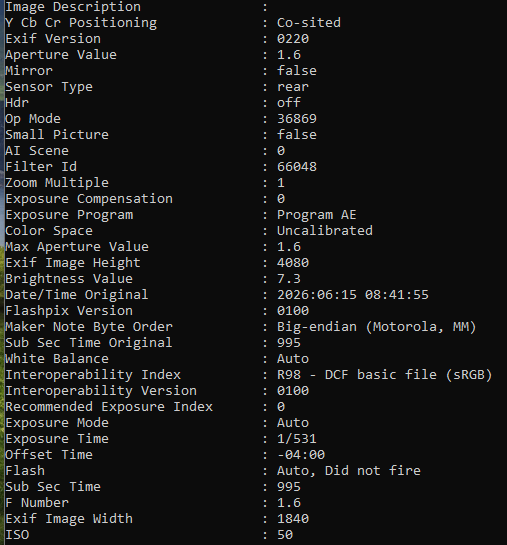 Image Description : 
Y Cb Cr Positioning : Co-sited
Exif Version : 0220
Aperture Value : 1.6
Mirror : false
Sensor Type : rear
Hdr : off
Op Mode : 36869
Small Picture : false
AI Scene : 0
Filter Id : 66048
Zoom Multiple : 1
Exposure Compensation : 0
Exposure Program : Program AE
Color Space : Uncalibrated
Max Aperture Value : 1.6
Exif Image Height : 4080
Brightness Value : 7.3
Date/Time Original : 2026:06:15 08:41:55
Flashpix Version : 0100
Maker Note Byte Order : Big-endian (Motorola, MM)
Sub Sec Time Original : 995
White Balance : Auto
Interoperability Index : R98 - DCF basic file (sRGB)
Interoperability Version : 0100
Recommended Exposure Index : 0
Exposure Mode : Auto
Exposure Time : 1/531
Offset Time : -04:00
Flash : Auto, Did not fire
Sub Sec Time : 995
F Number : 1.6
Exif Image Width : 1840
ISO : 50